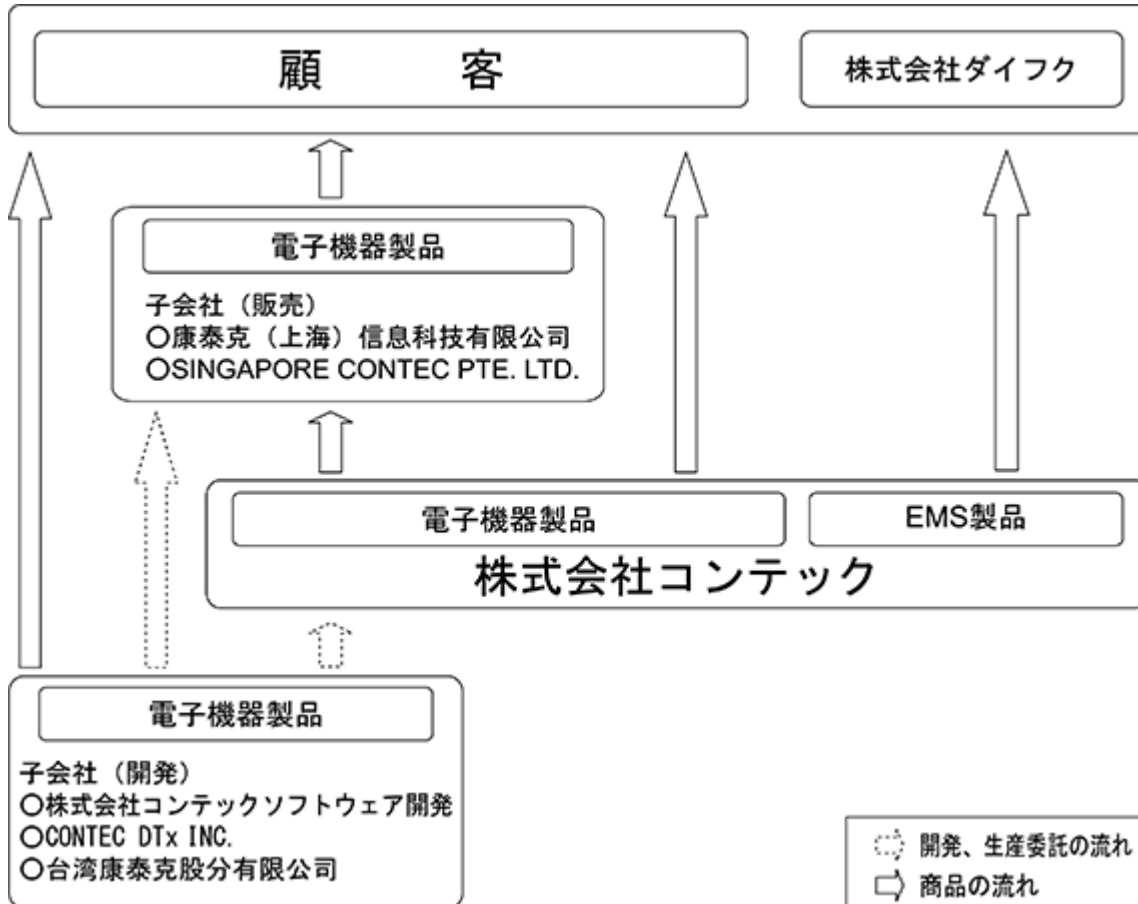 顧　　客
株式会社ダイフク
電子機器製品
子会社（販売）
○康泰克（上海）信息科技有限公司
○SINGAPORE CONTEC PTE. LTD.
電子機器製品
EMS製品
株式会社コンテック
電子機器製品
子会社（開発）
○株式会社コンテックソフトウェア開発
○CONTEC DTx INC.
○台湾康泰克股分有限公司
開発、生産委託の流れ
商品の流れ